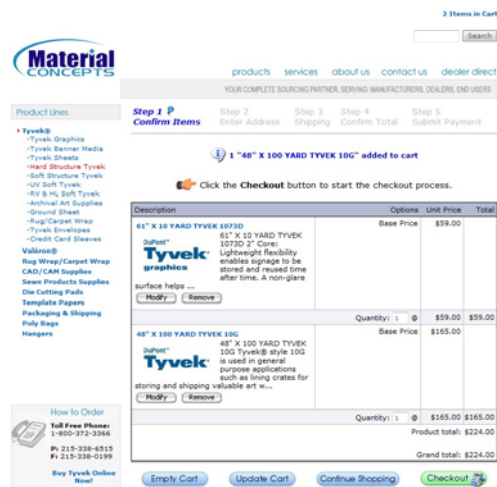 2 Items in Cart
Search
Material
CONCEPTS
products services about us contact us dealer direct
YOUR COMPLETE SOURCING PARTNER, SERVING MANUFACTURERS, DEALERS, END USERS
Product Lines
Step 1 Step 2 Step 3 Step 4 Step 5
Confirm Items Enter Address Shipping Confirm Total Submit Payment
Tyvek®
-Tyvek Graphics
-Tyvek Banner Media
-Tyvek Sheets
-Hard Structure Tyvek
-Soft Structure Tyvek
-UV Soft Tyvek
-RV & HL Soft Tyvek
-Archival Art Supplies
-Ground Sheet
-Rug/Carpet Wrap
-Tyvek Envelopes
-Credit Card Sleeves
Valéron®
Rug Wrap/Carpet Wrap
CAD/CAM Supplies
Sewn Products Supplies
Die Cutting Pads
Template Papers
Packaging & Shipping
Poly Bags
Hangers
1 "48" X 100 YARD TYVEK 10G" added to cart
Click the Checkout button to start the checkout process.
Description Options Unit Price Total
61" X 10 YARD TYVEK 1073D Base Price $59.00
DuPont™
Tyvek®
graphics
61" X 10 YARD TYVEK
1073D 2" Core:
Lightweight flexibility
enables signage to be
stored and reused time
after time. A non-glare
surface helps ...
Modify Remove
Quantity: 1 @ $59.00 $59.00
48" X 100 YARD TYVEK 10G Base Price $165.00
DuPont™
Tyvek®
48" X 100 YARD TYVEK
10G Tyvek® style 10G
is used in general
purpose applications
such as lining crates for
storing and shipping valuable art w...
Modify Remove
Quantity: 1 @ $165.00 $165.00
Product total: $224.00
Grand total: $224.00
How to Order
Toll Free Phone:
1-800-372-3366
P: 215-338-6515
F: 215-338-0199
Buy Tyvek Online
Now!
Empty Cart Update Cart Continue Shopping Checkout